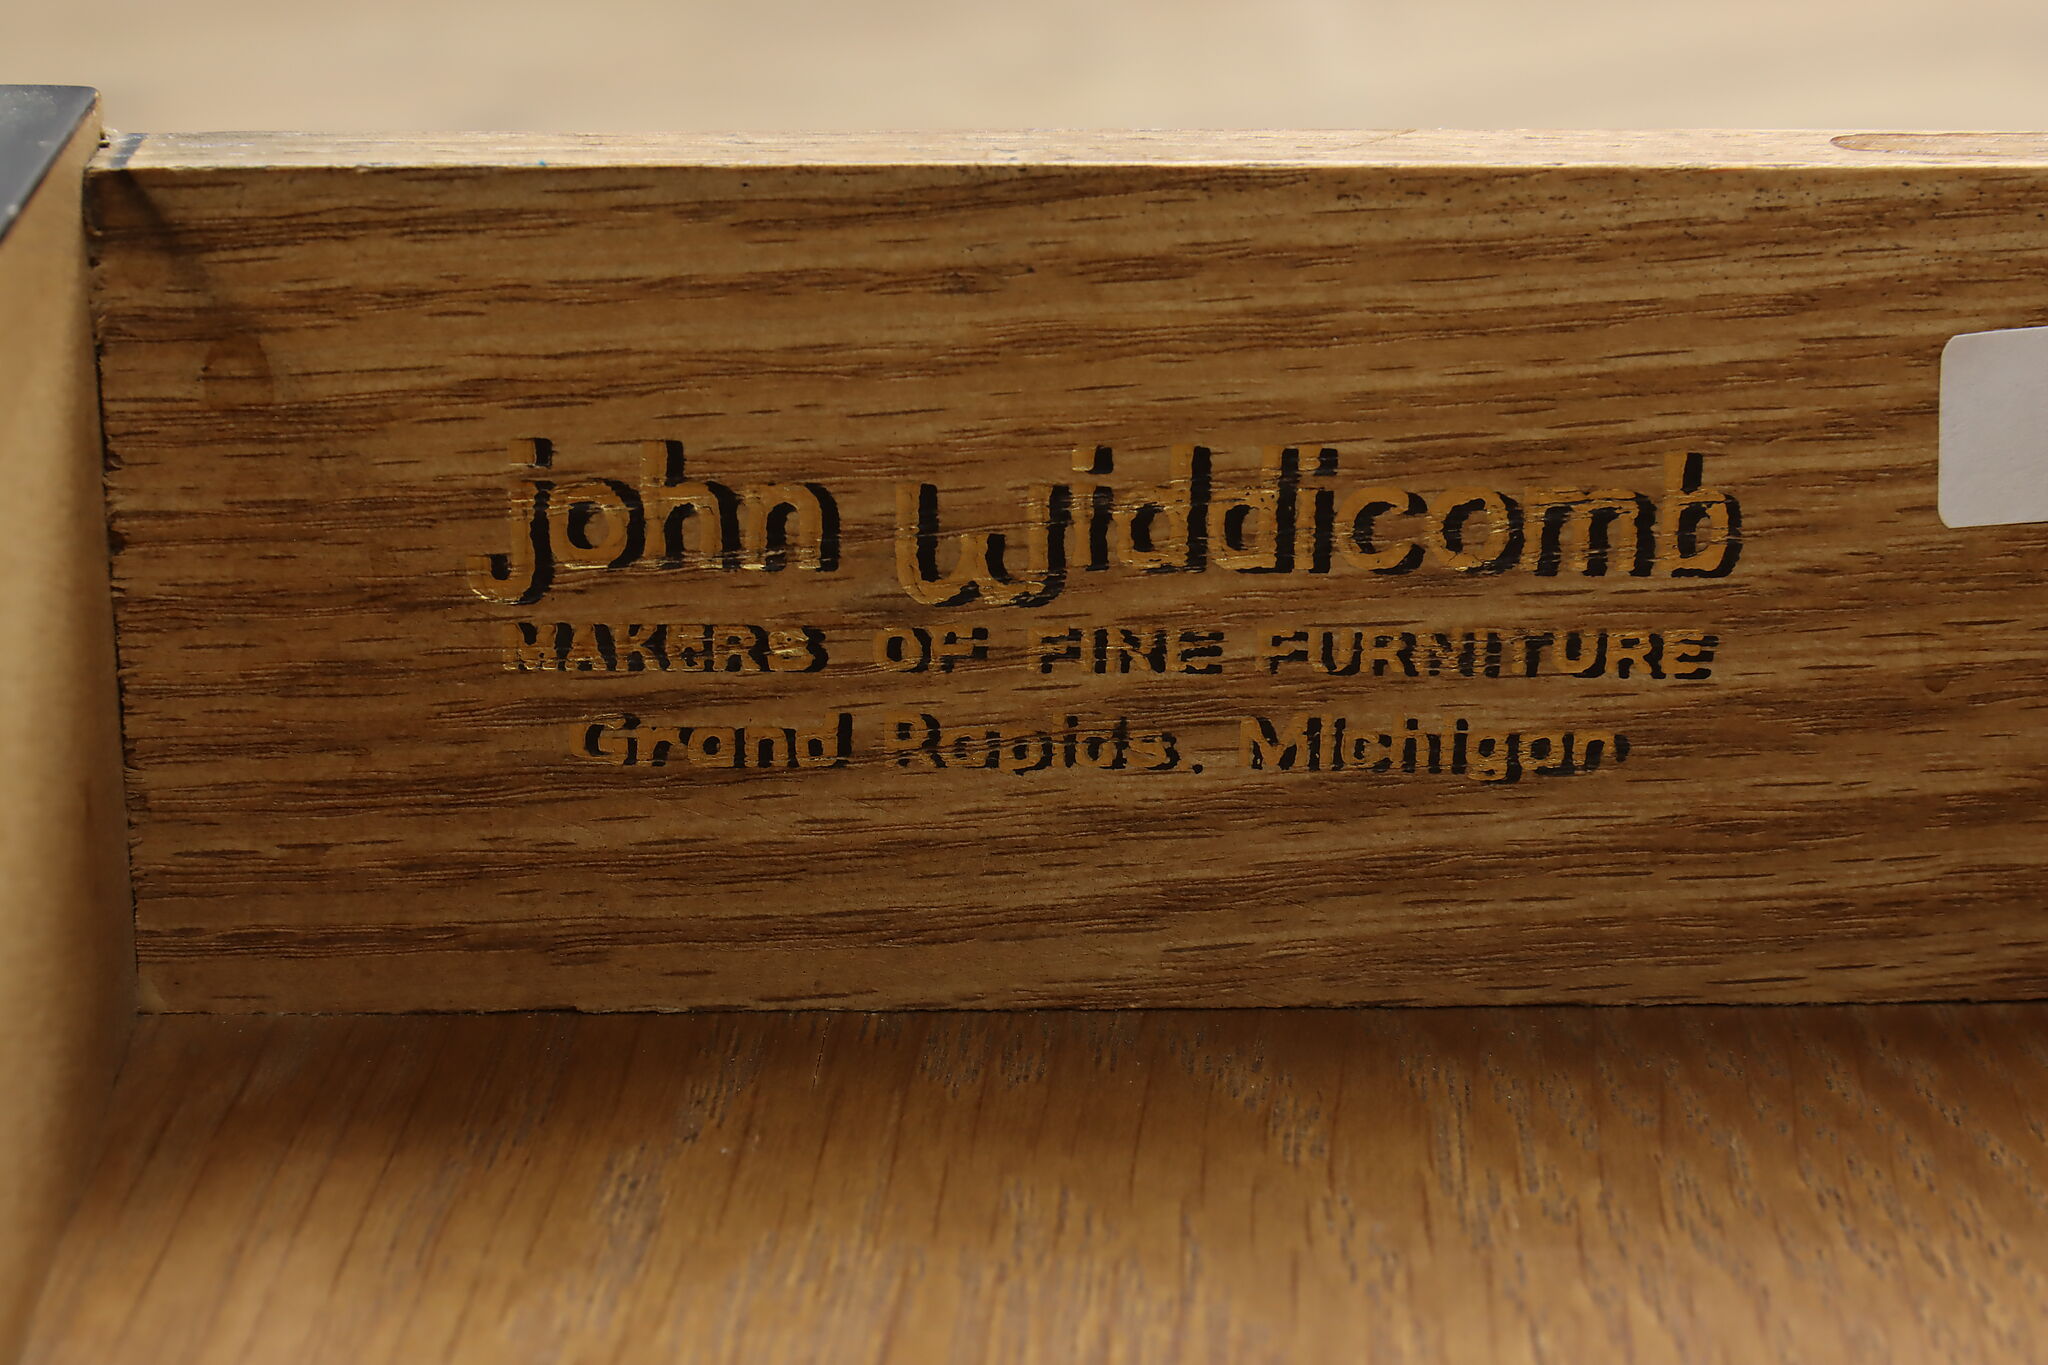 john widdicomb
MAKERS OF FINE FURNITURE
Grand Rapids, Michigan